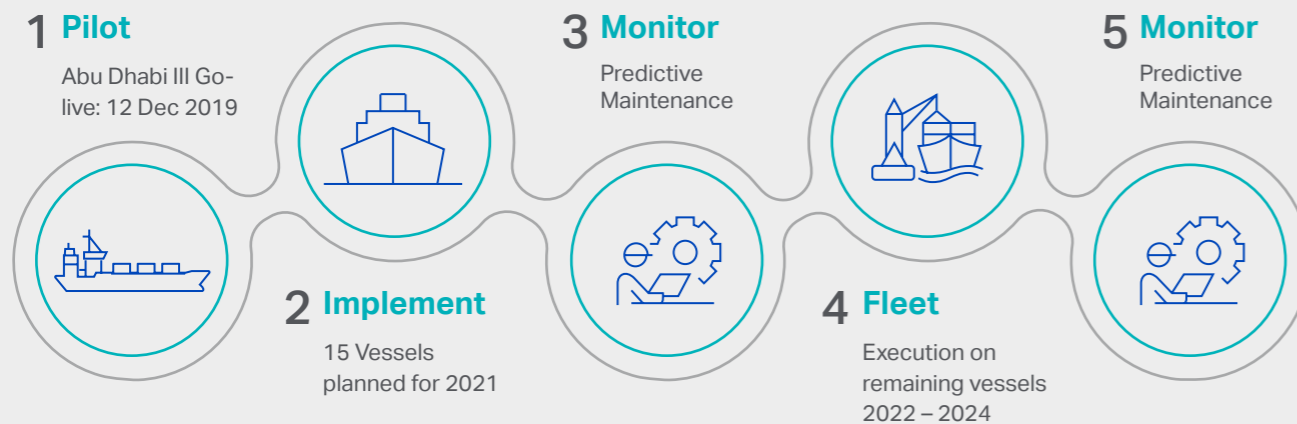 1 Pilot
Abu Dhabi III Go-
live: 12 Dec 2019
2 Implement
15 Vessels
planned for 2021
3 Monitor
Predictive
Maintenance
4 Fleet
Execution on
remaining vessels
2022 – 2024
5 Monitor
Predictive
Maintenance